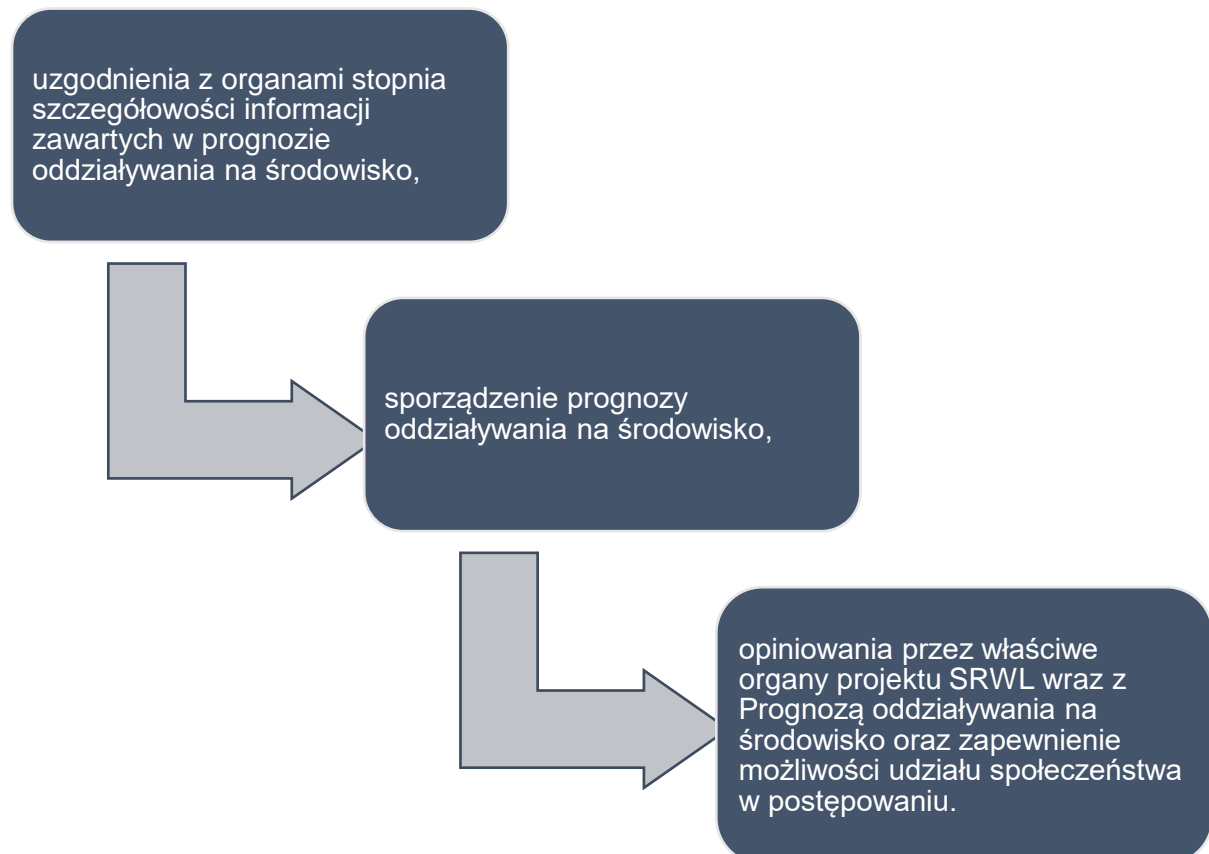 uzgodnienia z organami stopnia
szczegółowości informacji
zawartych w prognozie
oddziaływania na środowisko,
sporządzenie prognozy
oddziaływania na środowisko,
opiniowania przez właściwe
organy projektu SRWL wraz z
Prognozą oddziaływania na
środowisko oraz zapewnienie
możliwości udziału społeczeństwa
w postępowaniu.